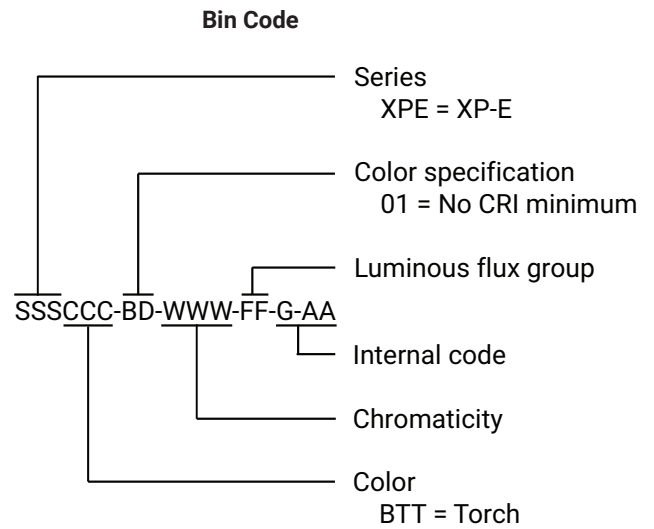 Bin Code
Series
XPE = XP-E
Color specification
01 = No CRI minimum
Luminous flux group
SSSCCC-BD-WWW-FF-G-AA
Internal code
Chromaticity
Color
BTT = Torch